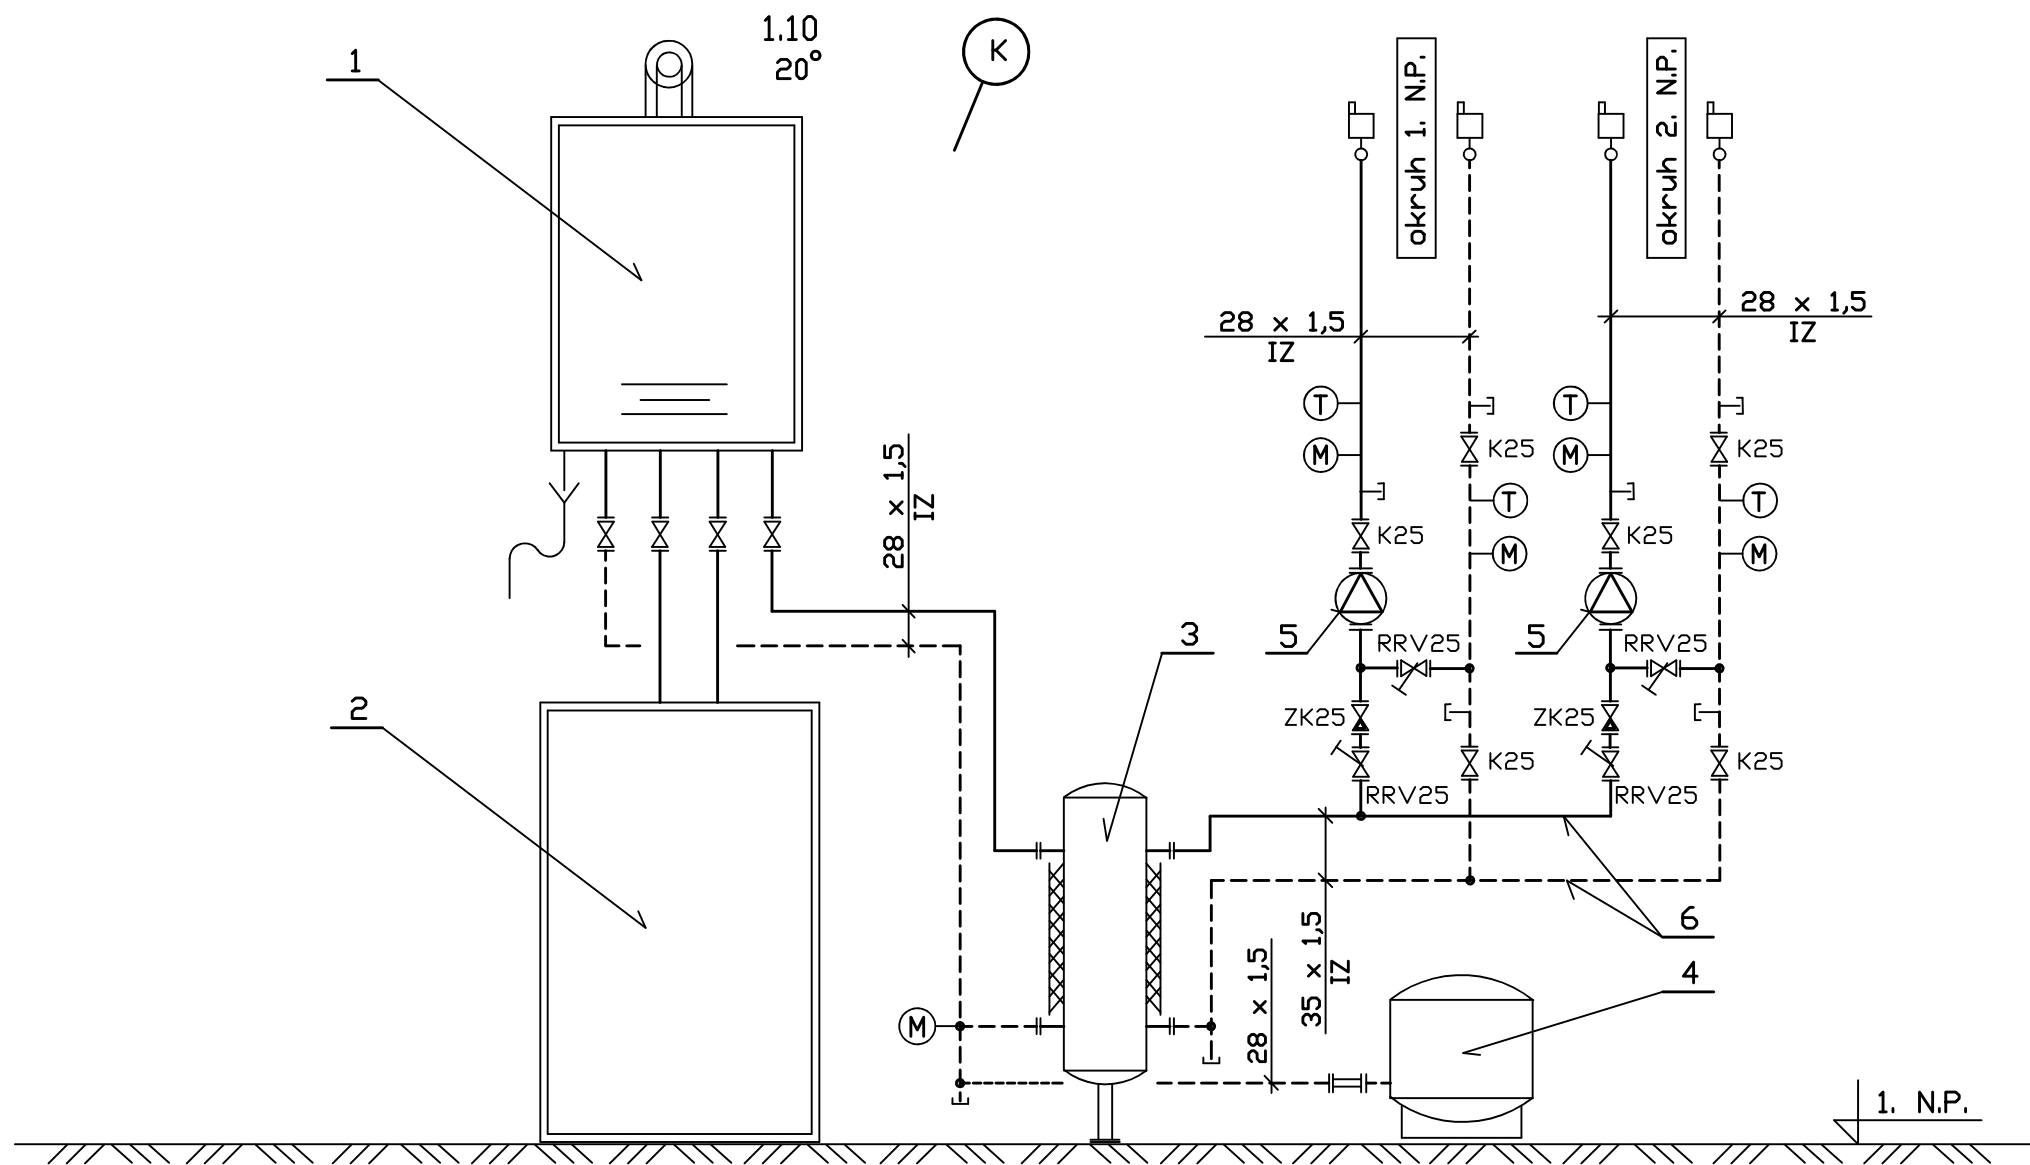 1.10
20°
K
1
okruh 1. N.P.
okruh 2. N.P.
28 x 1,5
IZ
28 x 1,5
IZ
T
T
M
M
K25
K25
T
T
K25
K25
M
M
28 x 1,5
IZ
3
5
RRV25
5
RRV25
2
ZK25
ZK25
K25
K25
RRV25
RRV25
6
35 x 1,5
IZ
28 x 1,5
4
M
1. N.P.